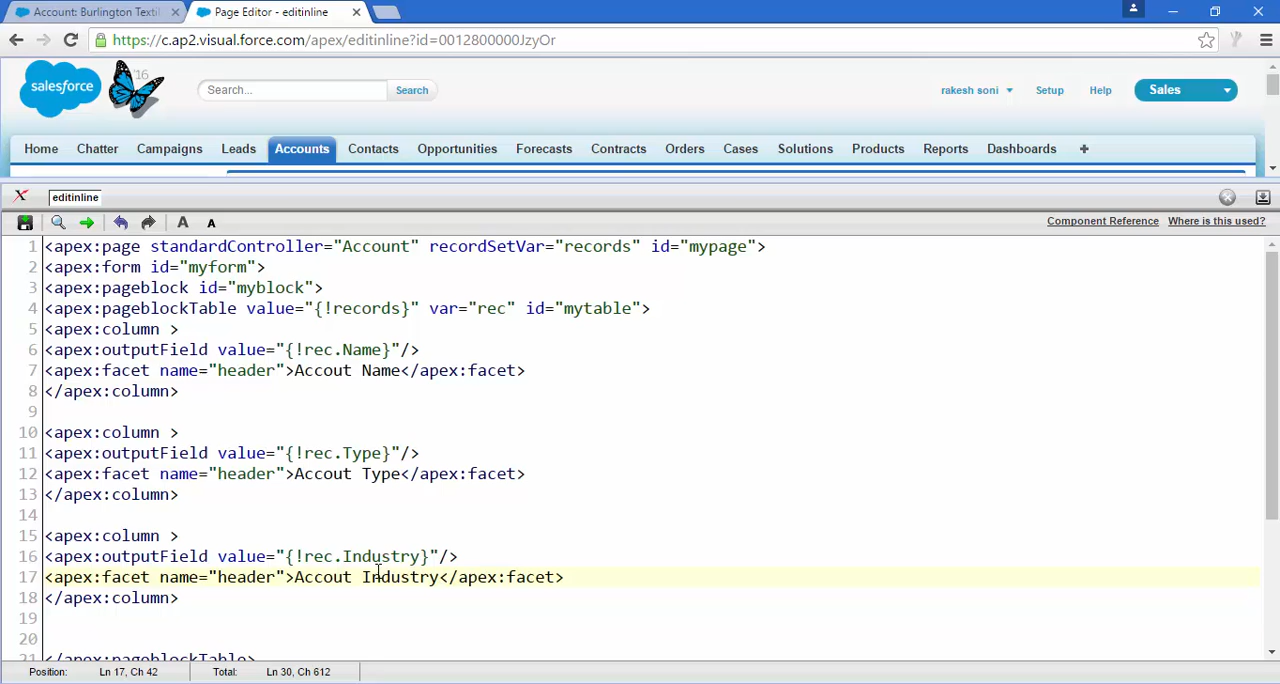 Account: Burlington Textil
Page Editor - editinline
https://c.ap2.visual.force.com/apex/editinline?id=0012800000JzyOr
salesforce
'16
Search...
Search
rakesh soni
Setup
Help
Sales
Home Chatter Campaigns Leads Accounts Contacts Opportunities Forecasts Contracts Orders Cases Solutions Products Reports Dashboards +
editinline
A A
Component Reference Where is this used?
1 <apex:page standardController="Account" recordSetVar="records" id="mypage">
2 <apex:form id="myform">
3 <apex:pageblock id="myblock">
4 <apex:pageblockTable value="{!records}" var="rec" id="mytable">
5 <apex:column >
6 <apex:outputField value="{!rec.Name}"/>
7 <apex:facet name="header">Accout Name</apex:facet>
8 </apex:column>
9
10 <apex:column >
11 <apex:outputField value="{!rec.Type}"/>
12 <apex:facet name="header">Accout Type</apex:facet>
13 </apex:column>
14
15 <apex:column >
16 <apex:outputField value="{!rec.Industry}"/>
17 <apex:facet name="header">Accout Industry</apex:facet>
18 </apex:column>
19
20
21 </apex:pageblockTable>
Position: Ln 17, Ch 42 Total: Ln 30, Ch 612